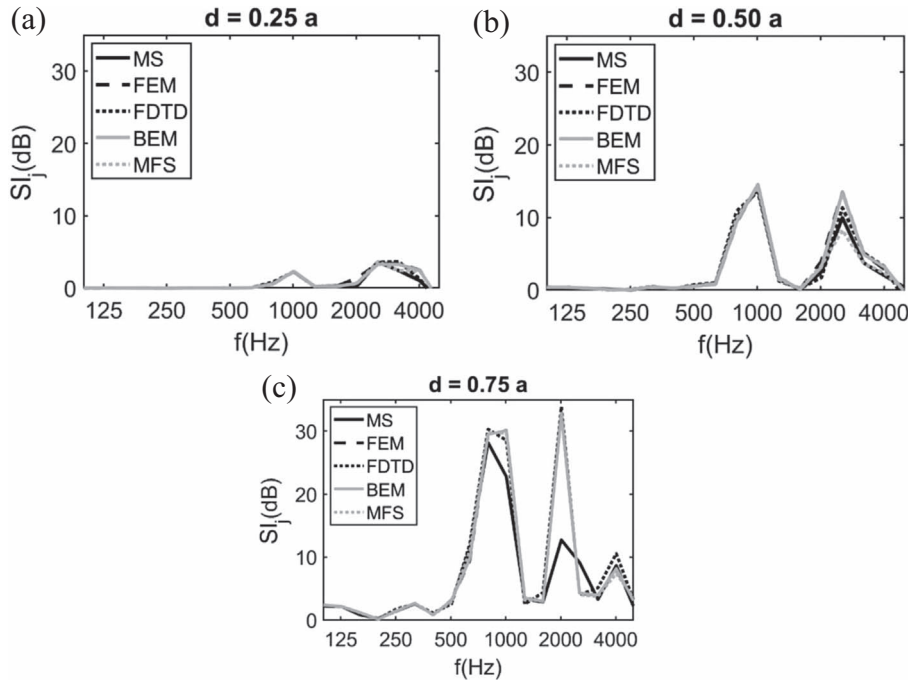 (a)
d = 0.25 a
MS
FEM
FDTD
BEM
MFS
30
20
10
0
SIj(dB)
125 250 500 1000 2000 4000
f(Hz)
(b)
d = 0.50 a
MS
FEM
FDTD
BEM
MFS
30
20
10
0
SIj(dB)
125 250 500 1000 2000 4000
f(Hz)
(c)
d = 0.75 a
MS
FEM
FDTD
BEM
MFS
30
20
10
0
SIj(dB)
125 250 500 1000 2000 4000
f(Hz)